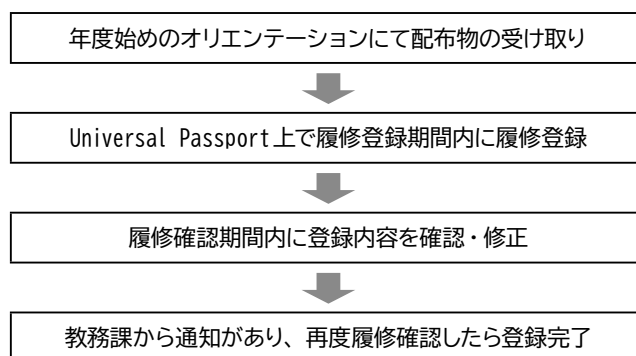 年度始めのオリエンテーションにて配布物の受け取り
Universal Passport上で履修登録期間内に履修登録
履修確認期間内に登録内容を確認・修正
教務課から通知があり、再度履修確認したら登録完了